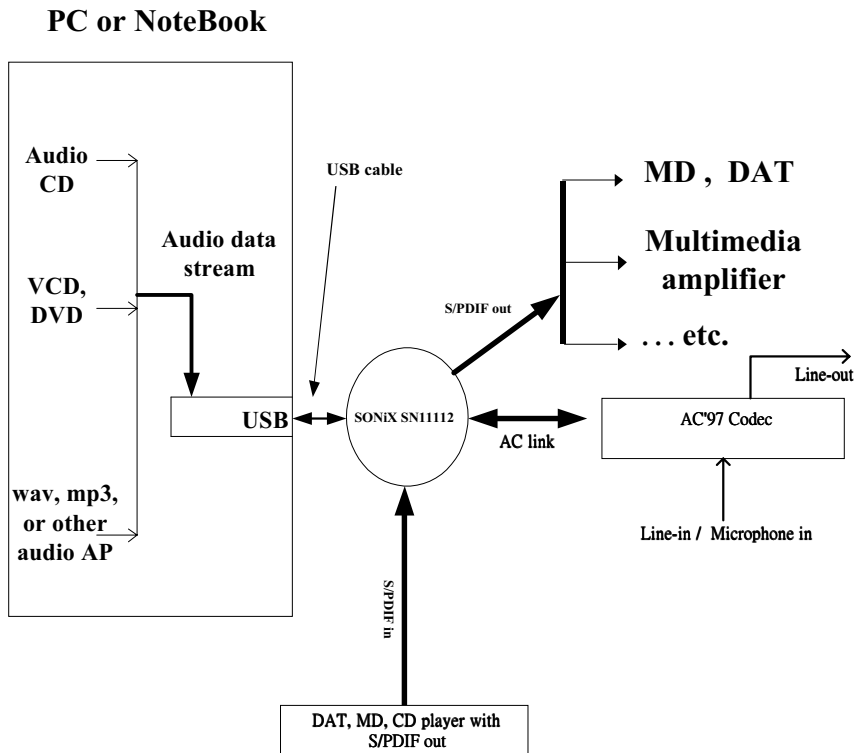 PC or NoteBook
Audio
CD
USB cable
MD , DAT
Audio data
stream
Multimedia
amplifier
VCD,
DVD
S/PDIF out
. . . etc.
Line-out
USB
SONiX SN11112
AC link
AC'97 Codec
wav, mp3,
or other
audio AP
Line-in / Microphone in
S/PDIF in
DAT, MD, CD player with
S/PDIF out